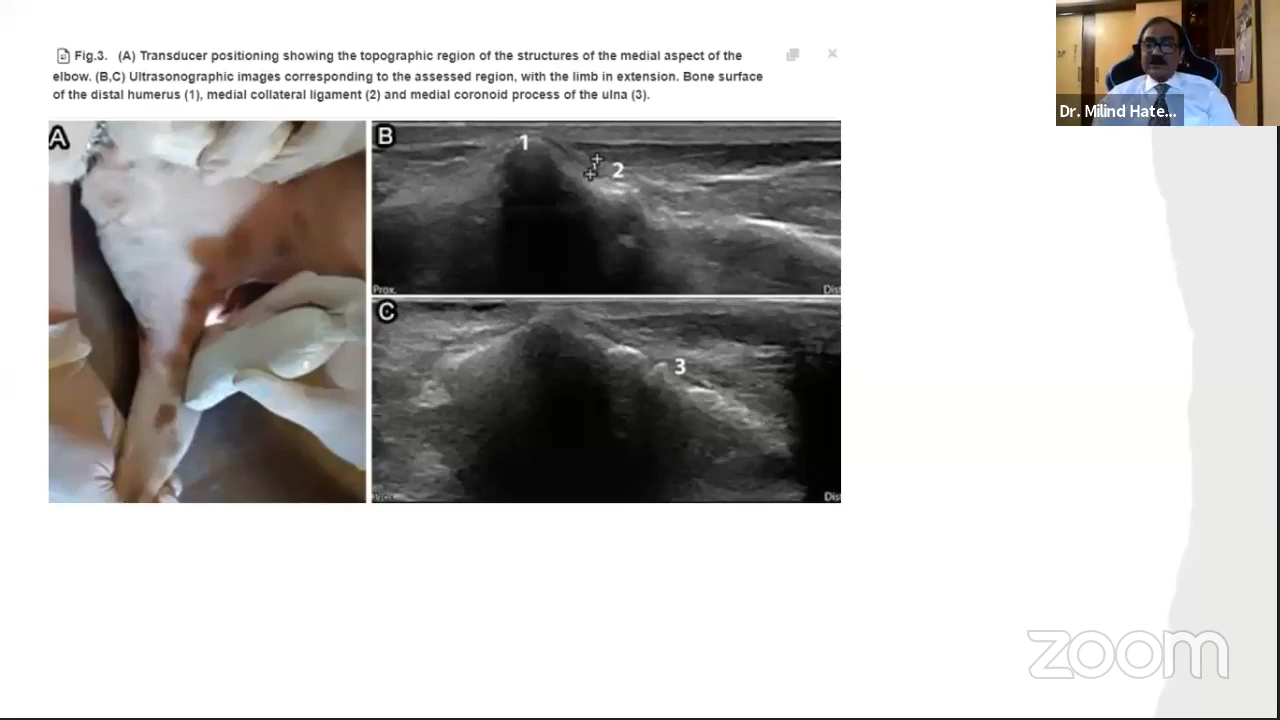 Fig.3. (A) Transducer positioning showing the topographic region of the structures of the medial aspect of the
elbow. (B,C) Ultrasonographic images corresponding to the assessed region, with the limb in extension. Bone surface
of the distal humerus (1), medial collateral ligament (2) and medial coronoid process of the ulna (3).
Dr. Milind Hate...
A
B
1
2
Prox.
Dist
C
3
Prox.
Dist
zoom